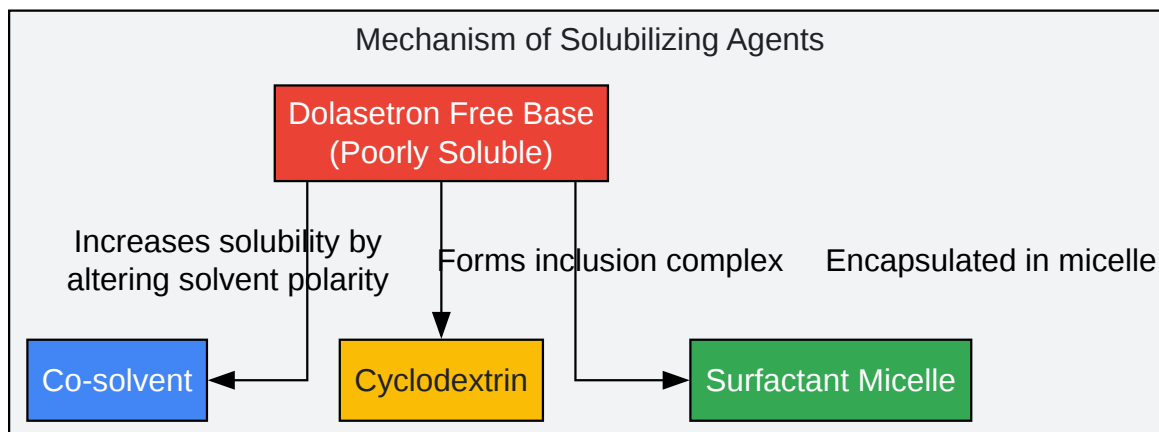 Mechanism of Solubilizing Agents
Dolasetron Free Base
(Poorly Soluble)
Increases solubility by
altering solvent polarity
Forms inclusion complex
Encapsulated in micelle
Co-solvent
Cyclodextrin
Surfactant Micelle